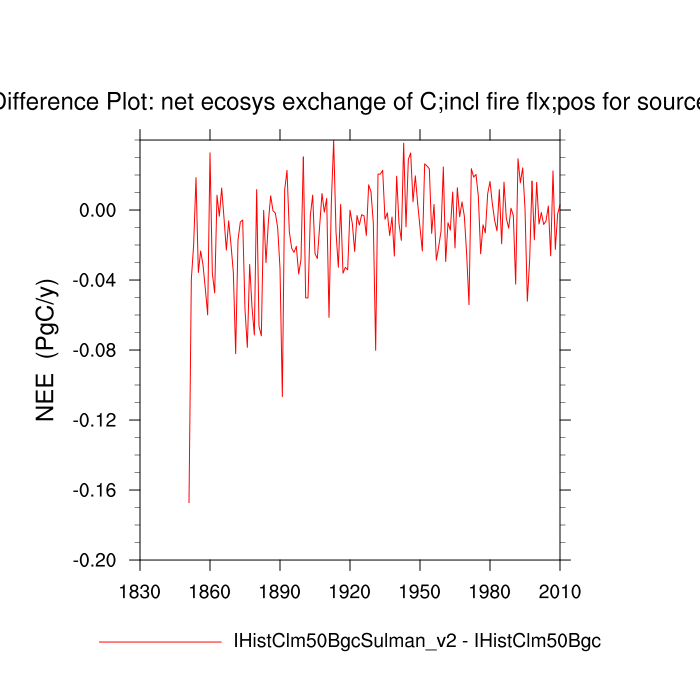 Difference Plot: net ecosys exchange of C;incl fire flx;pos for source
0.00
-0.04
-0.08
-0.12
-0.16
-0.20
NEE (PgC/y)
1830 1860 1890 1920 1950 1980 2010
IHistClm50BgcSulman_v2 - IHistClm50Bgc